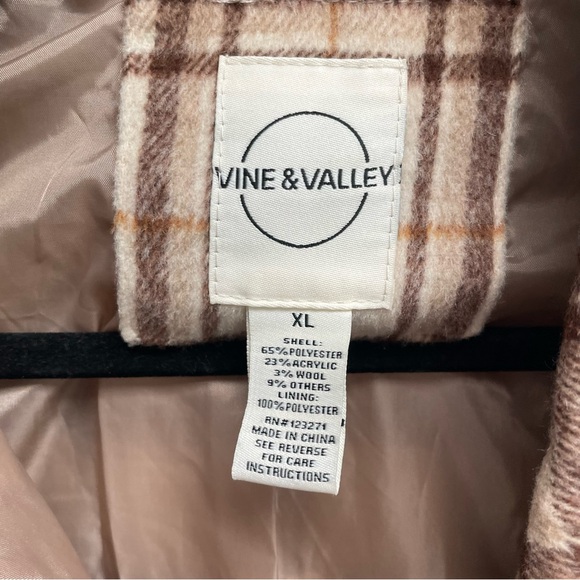 VINE & VALLEY
XL
SHELL:
65% POLYESTER
23% ACRYLIC
3% WOOL
9% OTHERS
LINING:
100% POLYESTER
RN#123271
MADE IN CHINA
SEE REVERSE
FOR CARE
INSTRUCTIONS